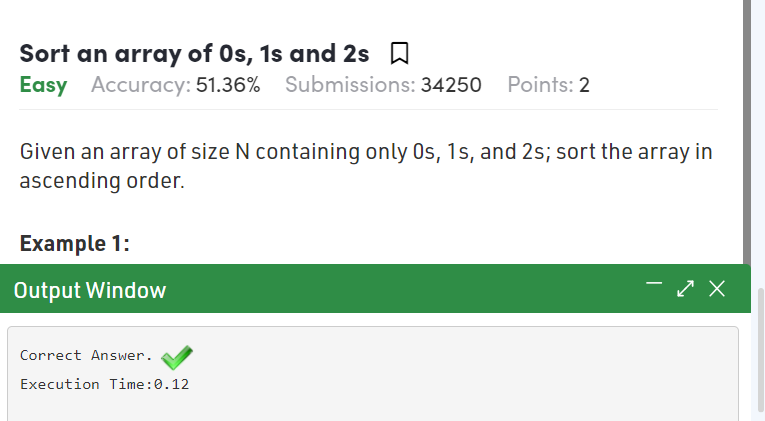 Sort an array of 0s, 1s and 2s
Easy Accuracy: 51.36% Submissions: 34250 Points: 2
Given an array of size N containing only 0s, 1s, and 2s; sort the array in
ascending order.
Example 1:
Output Window
Correct Answer.
Execution Time:0.12